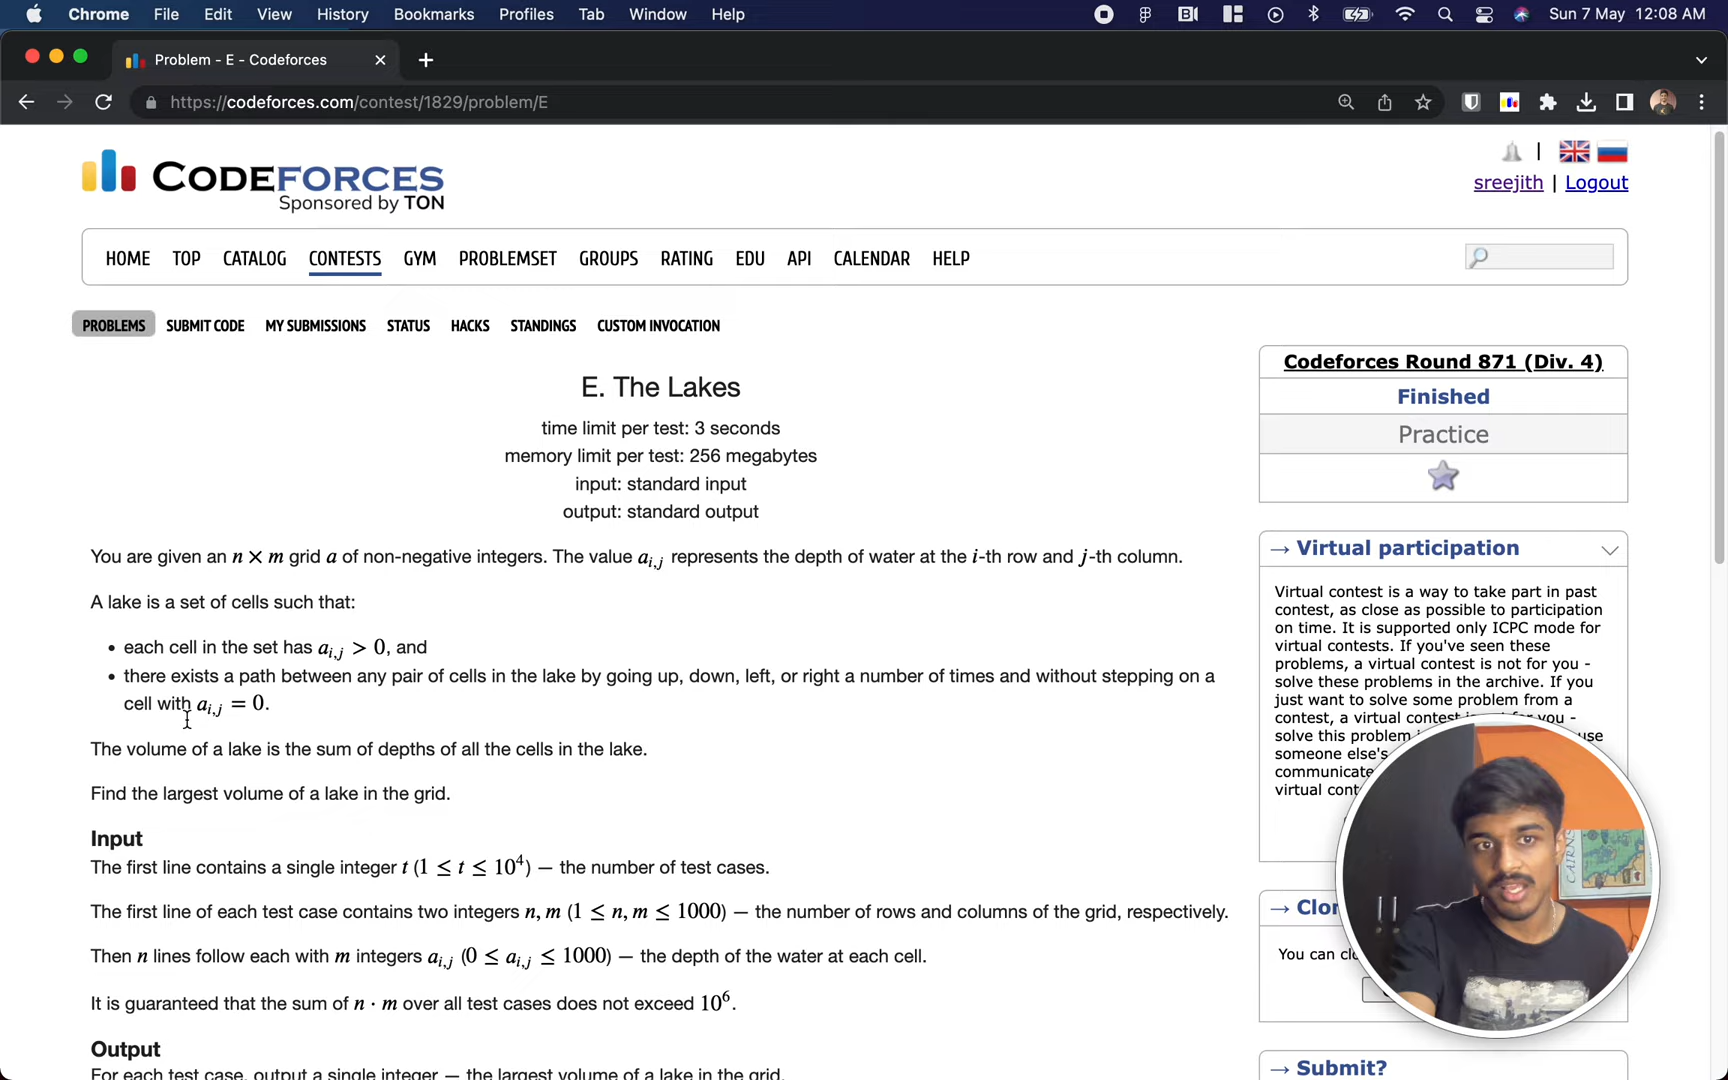 Chrome File Edit View History Bookmarks Profiles Tab Window Help Sun 7 May 12:08 AM
Problem - E - Codeforces
https://codeforces.com/contest/1829/problem/E
CODEFORCES
Sponsored by TON
sreejith | Logout
HOME TOP CATALOG CONTESTS GYM PROBLEMSET GROUPS RATING EDU API CALENDAR HELP
PROBLEMS SUBMIT CODE MY SUBMISSIONS STATUS HACKS STANDINGS CUSTOM INVOCATION
E. The Lakes
time limit per test: 3 seconds
memory limit per test: 256 megabytes
input: standard input
output: standard output
You are given an n × m grid a of non-negative integers. The value a_{i,j} represents the depth of water at the i-th row and j-th column.
A lake is a set of cells such that:
• each cell in the set has a_{i,j} > 0, and
• there exists a path between any pair of cells in the lake by going up, down, left, or right a number of times and without stepping on a
cell with a_{i,j} = 0.
The volume of a lake is the sum of depths of all the cells in the lake.
Find the largest volume of a lake in the grid.
Input
The first line contains a single integer t (1 ≤ t ≤ 10^4) — the number of test cases.
The first line of each test case contains two integers n, m (1 ≤ n, m ≤ 1000) — the number of rows and columns of the grid, respectively.
Then n lines follow each with m integers a_{i,j} (0 ≤ a_{i,j} ≤ 1000) — the depth of the water at each cell.
It is guaranteed that the sum of n · m over all test cases does not exceed 10^6.
Output
For each test case, output a single integer — the largest volume of a lake in the grid.
Codeforces Round 871 (Div. 4)
Finished
Practice
→ Virtual participation
Virtual contest is a way to take part in past
contest, as close as possible to participation
on time. It is supported only ICPC mode for
virtual contests. If you've seen these
problems, a virtual contest is not for you -
solve these problems in the archive. If you
just want to solve some problem from a
contest, a virtual contest is not for you -
solve this problem
someone else's
communicate
virtual
→
You can
→ Submit?
CAIRNS